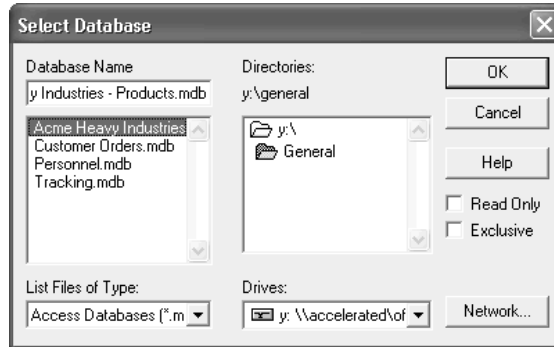 Select Database
Database Name
y Industries - Products.mdb
Acme Heavy Industries
Customer Orders.mdb
Personnel.mdb
Tracking.mdb
List Files of Type:
Access Databases (*.m
Directories:
y:\general
y:\
General
Drives:
y: \\accelerated\of
OK
Cancel
Help
Read Only
Exclusive
Network...